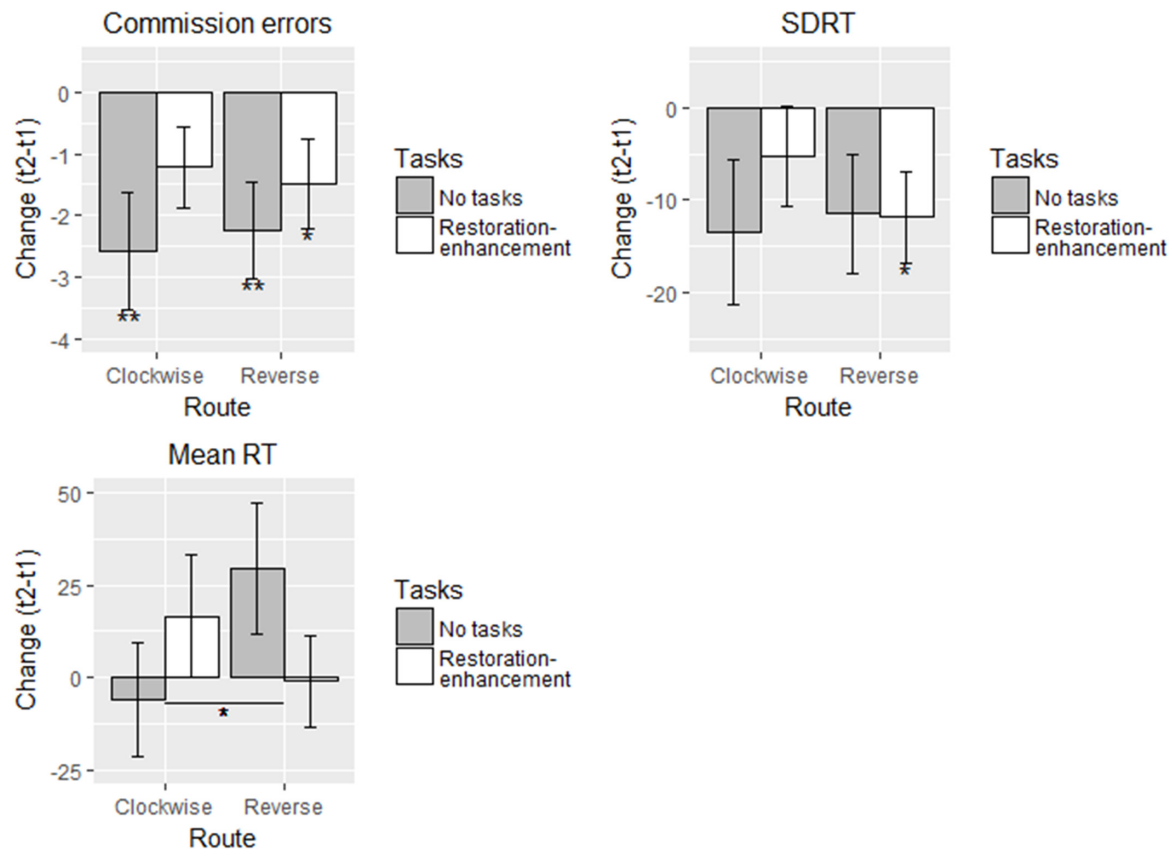 Commission errors
Change (t2-t1)
0
-1
-2
-3
-4
**
**
*
Clockwise
Reverse
Route
Tasks
No tasks
Restoration-
enhancement
SDRT
Change (t2-t1)
0
-10
-20
*
Clockwise
Reverse
Route
Tasks
No tasks
Restoration-
enhancement
Mean RT
Change (t2-t1)
50
25
0
-25
*
Clockwise
Reverse
Route
Tasks
No tasks
Restoration-
enhancement